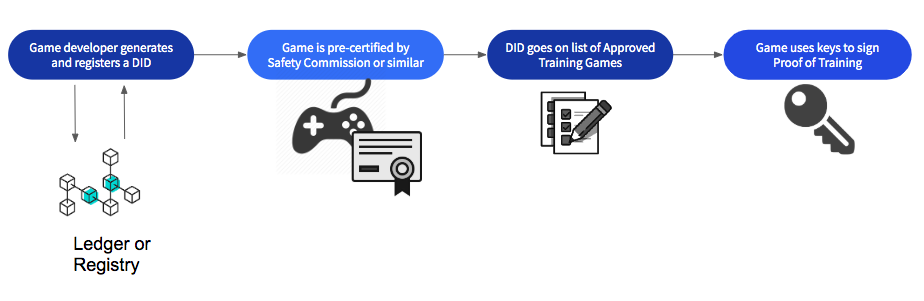 Game developer generates
and registers a DID
Game is pre-certified by
Safety Commission or similar
DID goes on list of Approved
Training Games
Game uses keys to sign
Proof of Training
Ledger or
Registry